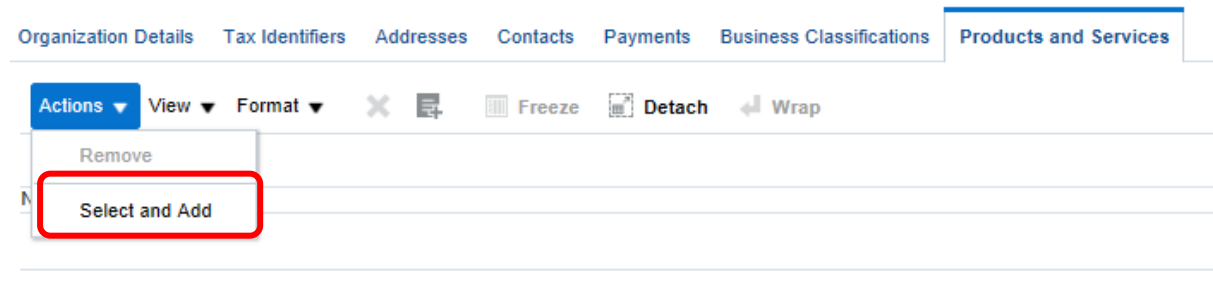 Organization Details Tax Identifiers Addresses Contacts Payments Business Classifications Products and Services
Actions View Format Freeze Detach Wrap
Remove
N
Select and Add